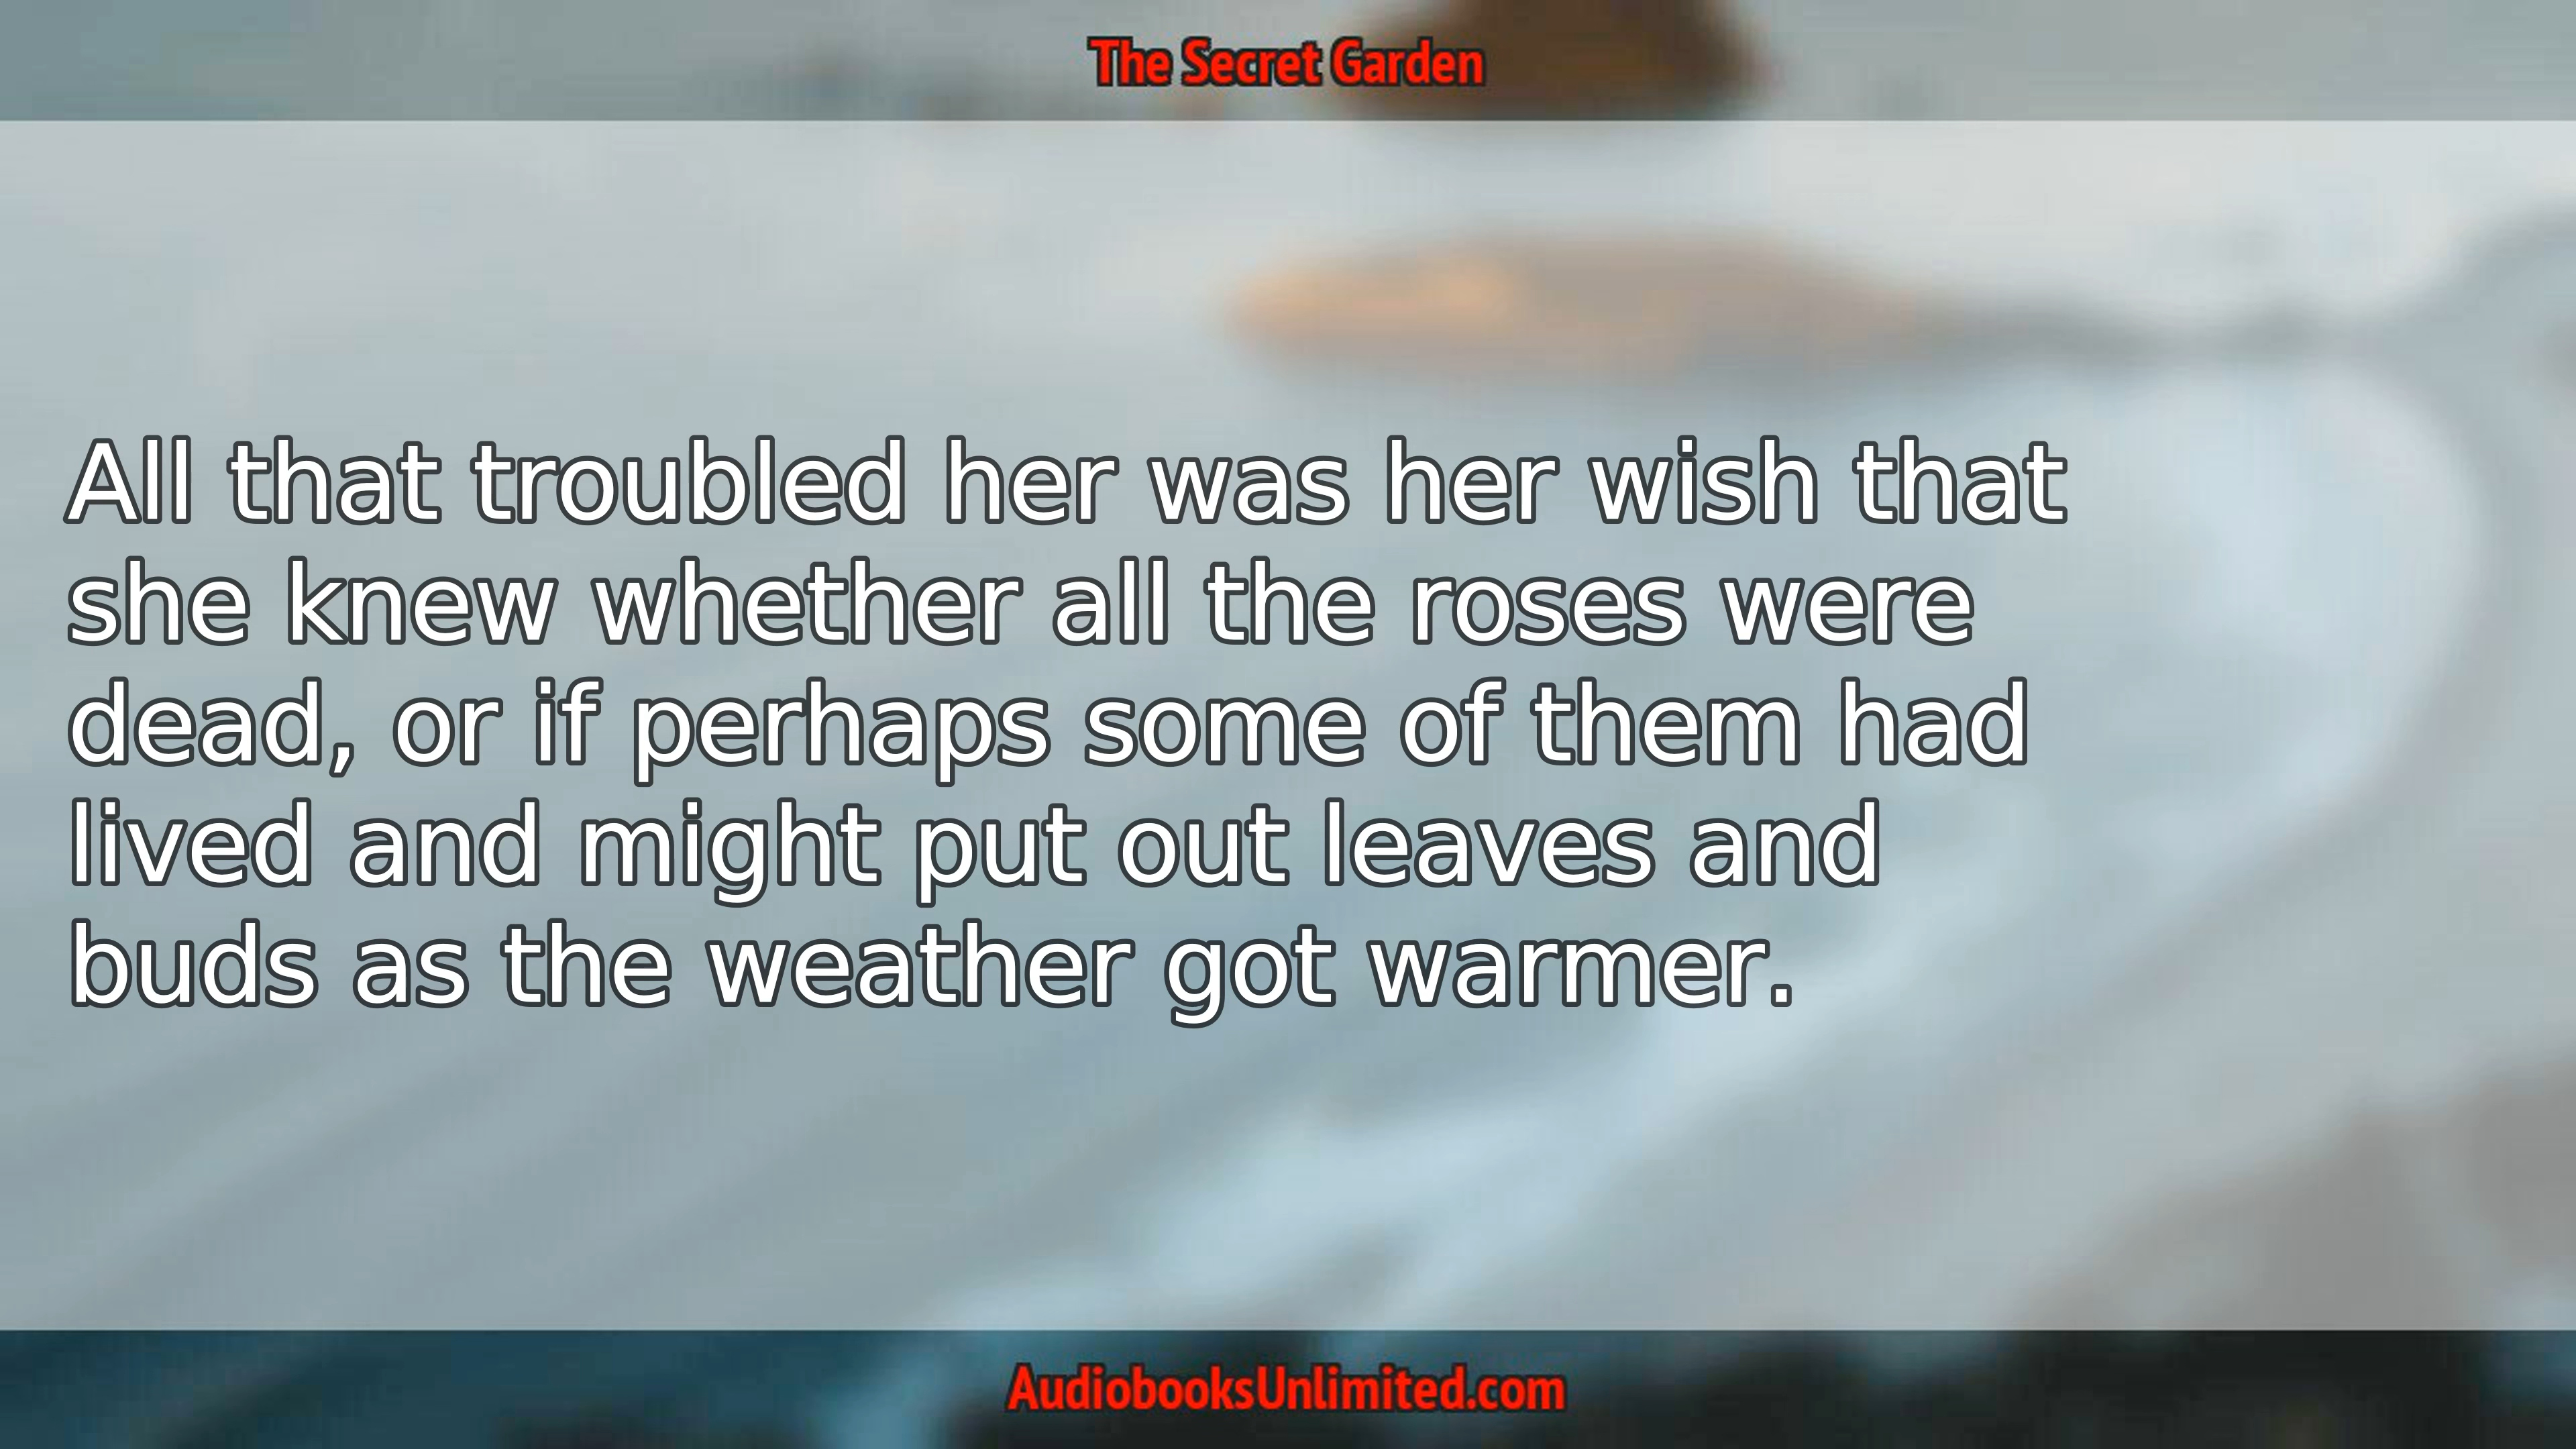 The Secret Garden
All that troubled her was her wish that
she knew whether all the roses were
dead, or if perhaps some of them had
lived and might put out leaves and
buds as the weather got warmer.
AudiobooksUnlimited.com